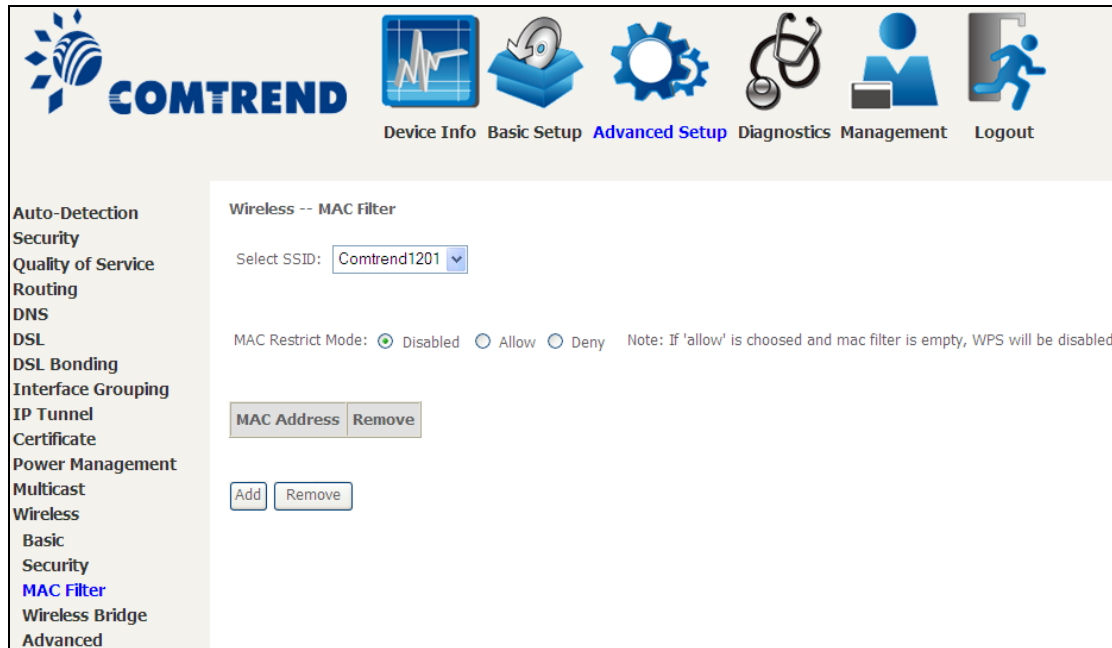 COMTREND
Device Info Basic Setup Advanced Setup Diagnostics Management Logout
Auto-Detection
Security
Quality of Service
Routing
DNS
DSL
DSL Bonding
Interface Grouping
IP Tunnel
Certificate
Power Management
Multicast
Wireless
Basic
Security
MAC Filter
Wireless Bridge
Advanced
Wireless -- MAC Filter
Select SSID: Comtrend1201
MAC Restrict Mode: Disabled Allow Deny Note: If 'allow' is choosed and mac filter is empty, WPS will be disabled
MAC Address Remove
Add Remove